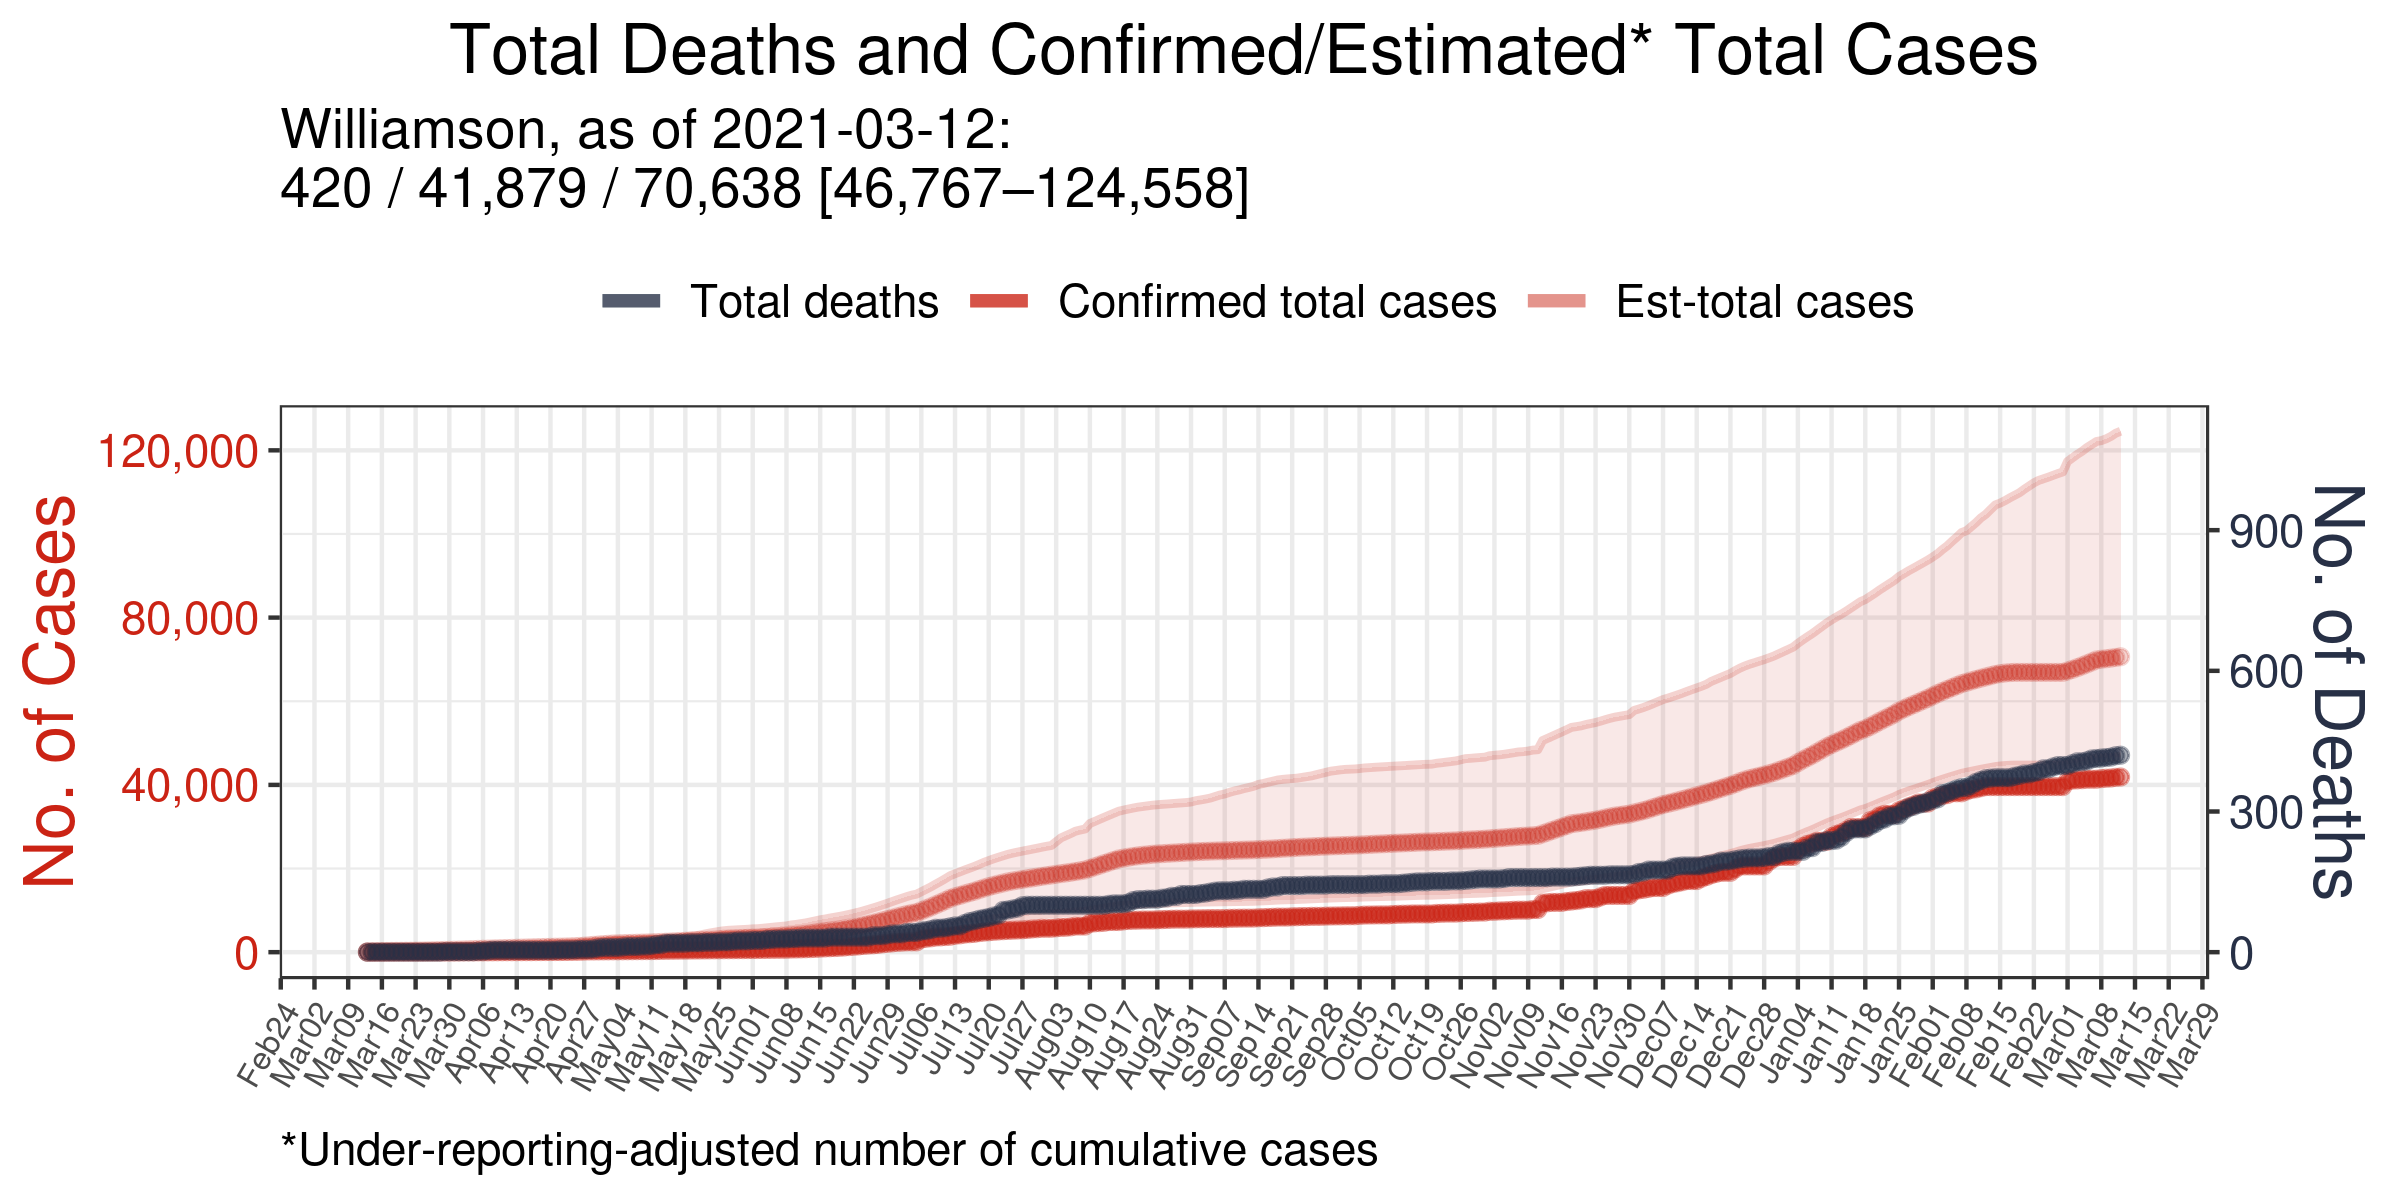 Total Deaths and Confirmed/Estimated* Total Cases
Williamson, as of 2021-03-12:
420 / 41,879 / 70,638 [46,767–124,558]
Total deaths
Confirmed total cases
Est-total cases
No. of Cases
120,000
80,000
40,000
0
No. of Deaths
900
600
300
0
Feb24
Mar02
Mar09
Mar16
Mar23
Mar30
Apr06
Apr13
Apr20
Apr27
May04
May11
May18
May25
Jun01
Jun08
Jun15
Jun22
Jun29
Jul06
Jul13
Jul20
Jul27
Aug03
Aug10
Aug17
Aug24
Aug31
Sep07
Sep14
Sep21
Sep28
Oct05
Oct12
Oct19
Oct26
Nov02
Nov09
Nov16
Nov23
Nov30
Dec07
Dec14
Dec21
Dec28
Jan04
Jan11
Jan18
Jan25
Feb01
Feb08
Feb15
Feb22
Mar01
Mar08
Mar15
Mar22
Mar29
*Under-reporting-adjusted number of cumulative cases